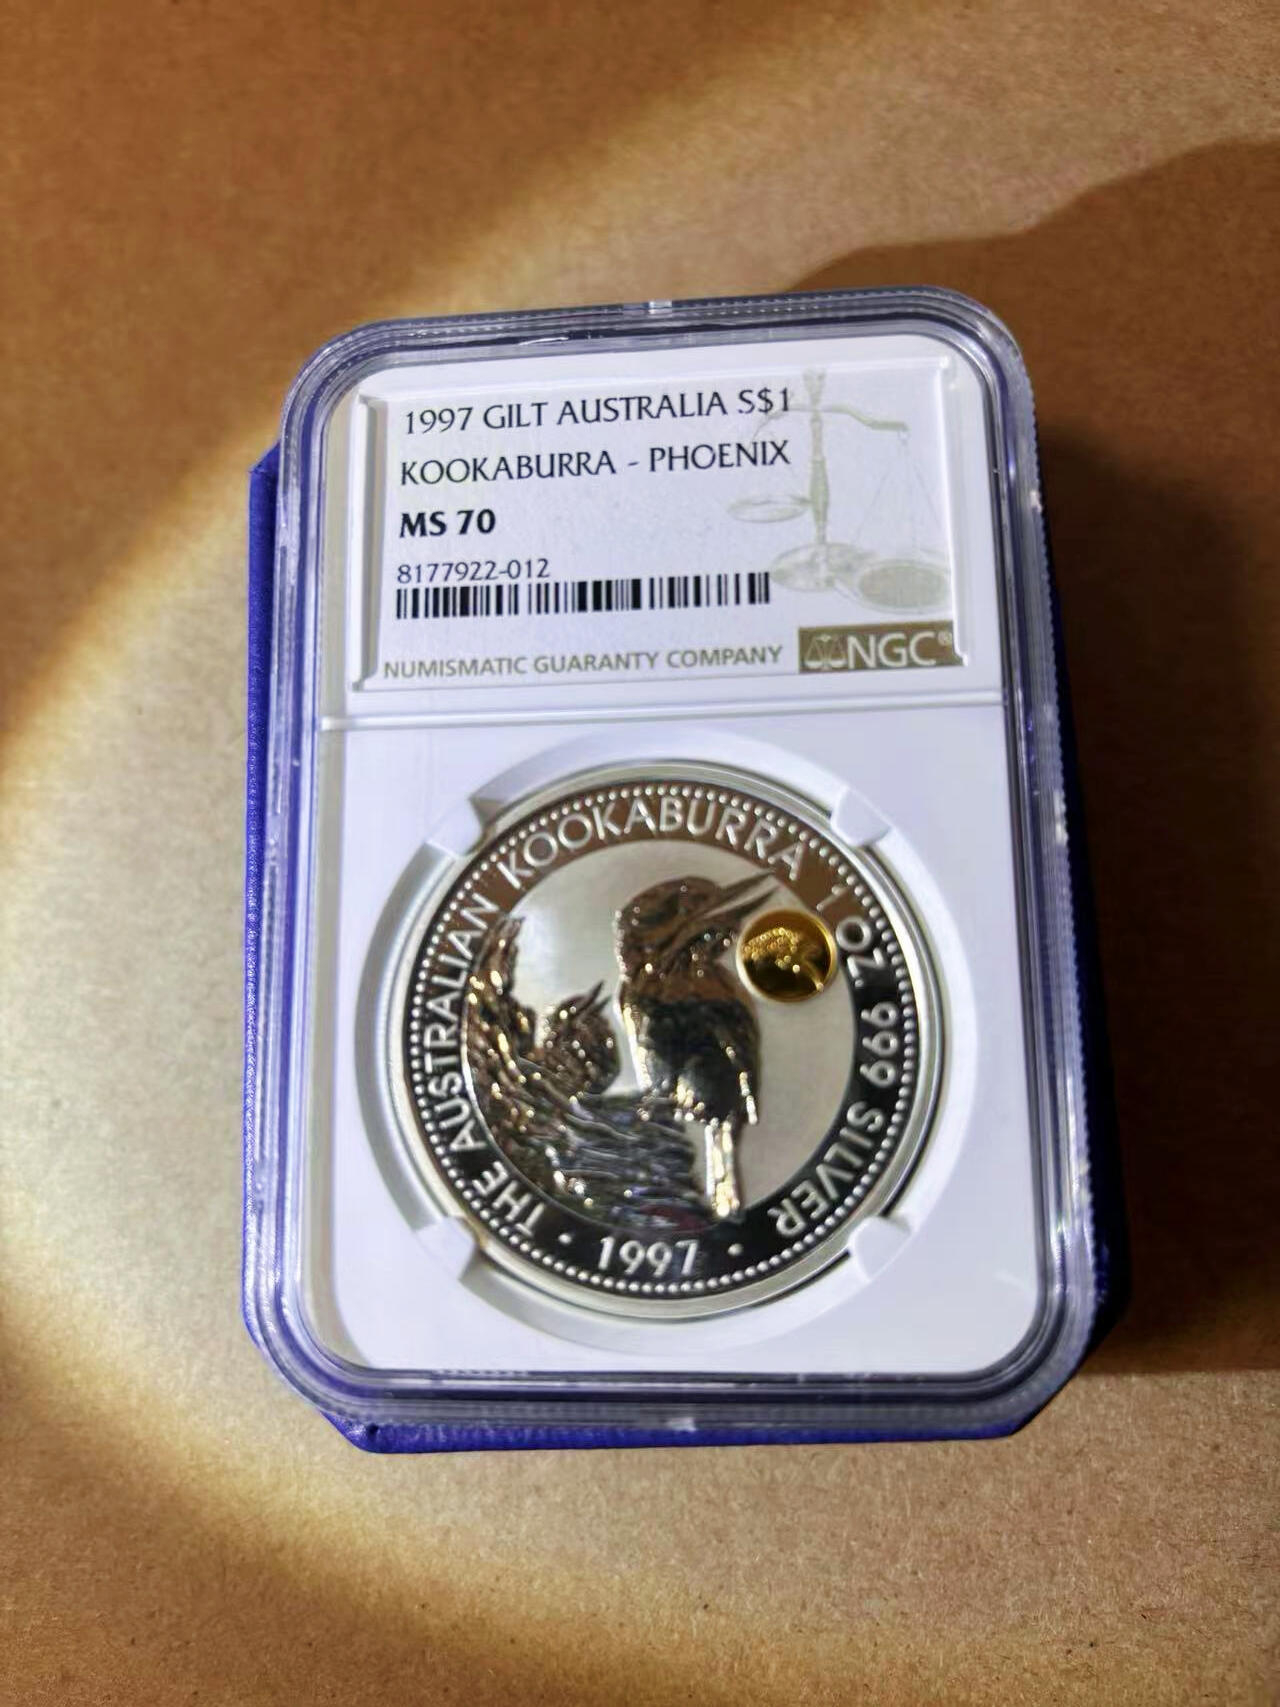 1997 GILT AUSTRALIA S$1
KOOKABURRA - PHOENIX
MS 70
8177922-012
NUMISMATIC GUARANTY COMPANY NGC®
THE AUSTRALIAN KOOKABURRA 1 OZ. 999 SILVER
· 1997 ·